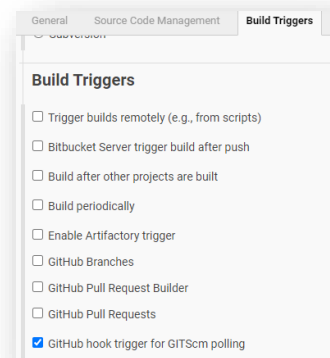 General Source Code Management Build Triggers
Subversion
Build Triggers
Trigger builds remotely (e.g., from scripts)
Bitbucket Server trigger build after push
Build after other projects are built
Build periodically
Enable Artifactory trigger
GitHub Branches
GitHub Pull Request Builder
GitHub Pull Requests
GitHub hook trigger for GITScm polling